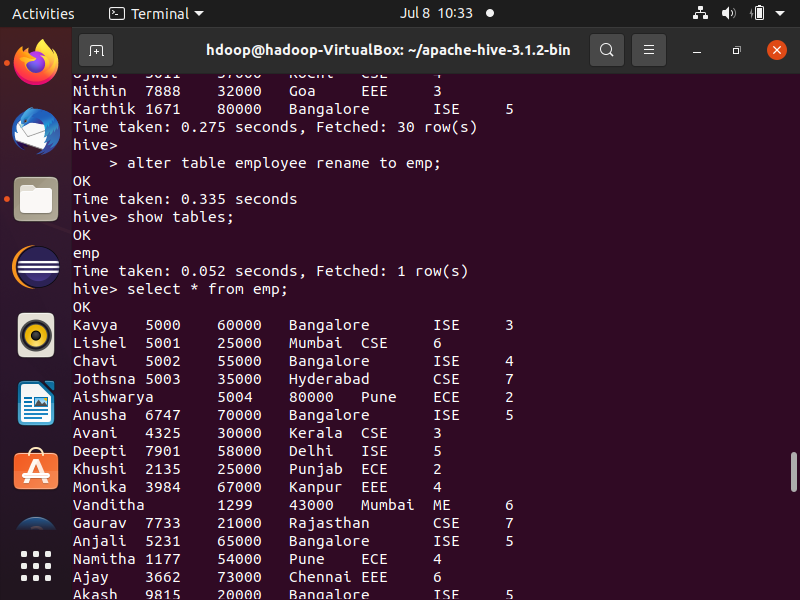 Activities Terminal Jul 8 10:33
hdoop@hadoop-VirtualBox: ~/apache-hive-3.1.2-bin
Nithin 7888 32000 Goa EEE 3
Karthik 1671 80000 Bangalore ISE 5
Time taken: 0.275 seconds, Fetched: 30 row(s)
hive>
> alter table employee rename to emp;
OK
Time taken: 0.335 seconds
hive> show tables;
OK
emp
Time taken: 0.052 seconds, Fetched: 1 row(s)
hive> select * from emp;
OK
Kavya 5000 60000 Bangalore ISE 3
Lishel 5001 25000 Mumbai CSE 6
Chavi 5002 55000 Bangalore ISE 4
Jothsna 5003 35000 Hyderabad CSE 7
Aishwarya 5004 80000 Pune ECE 2
Anusha 6747 70000 Bangalore ISE 5
Avani 4325 30000 Kerala CSE 3
Deepti 7901 58000 Delhi ISE 5
Khushi 2135 25000 Punjab ECE 2
Monika 3984 67000 Kanpur EEE 4
Vanditha 1299 43000 Mumbai ME 6
Gaurav 7733 21000 Rajasthan CSE 7
Anjali 5231 65000 Bangalore ISE 5
Namitha 1177 54000 Pune ECE 4
Ajay 3662 73000 Chennai EEE 6
Akash 9815 20000 Bangalore ISE 5